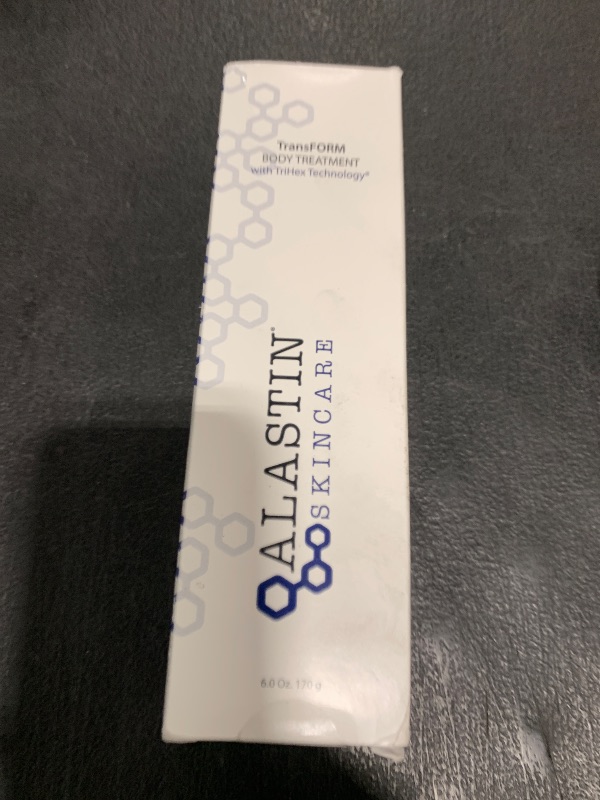 TransFORM
BODY TREATMENT
with TriHex Technology®
ALASTIN®
SKINCARE
6.0 Oz, 170 g